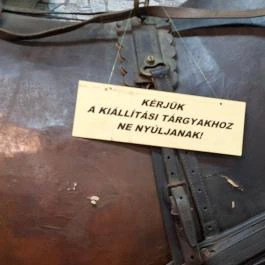 KÉRJÜK
A KIÁLLÍTÁSI TÁRGYAKHOZ
NE NYÚLJANAK!